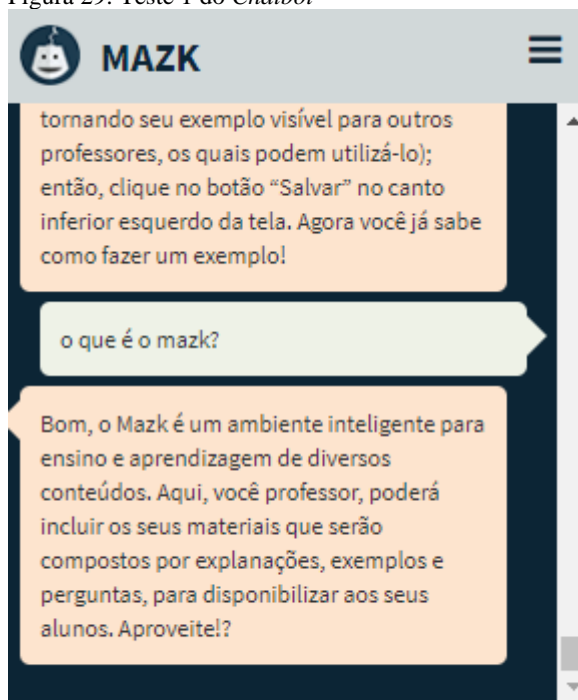 Figura 29: Teste 1 do Chatbot
MAZK
tornando seu exemplo visível para outros
professores, os quais podem utilizá-lo);
então, clique no botão “Salvar” no canto
inferior esquerdo da tela. Agora você já sabe
como fazer um exemplo!
o que é o mazk?
Bom, o Mazk é um ambiente inteligente para
ensino e aprendizagem de diversos
conteúdos. Aqui, você professor, poderá
incluir os seus materiais que serão
compostos por explanações, exemplos e
perguntas, para disponibilizar aos seus
alunos. Aproveite!?